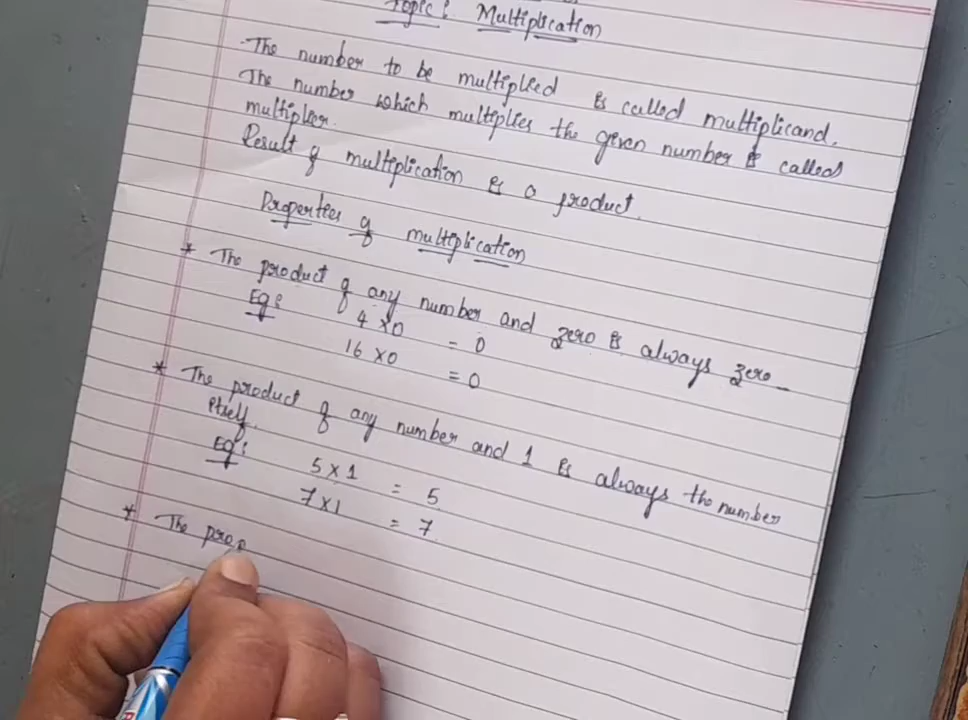 Topic : Multiplication
The number to be multiplied is called multiplicand.
The number which multiplies the given number is called
multiplier.
Result of multiplication is a product.
Properties of multiplication
* The product of any number and zero is always zero.
Eg: 4 x 0 = 0
16 x 0 = 0
* The product of any number and 1 is always the number
itself.
Eg: 5 x 1 = 5
7 x 1 = 7
* The prop